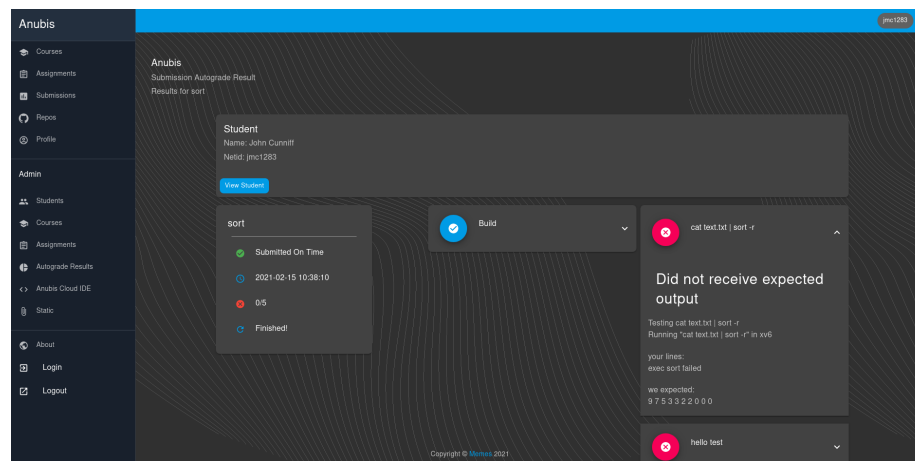 Anubis
jmc1283
Courses
Assignments
Submissions
Repos
Profile
Admin
Students
Courses
Assignments
Autograde Results
Anubis Cloud IDE
Static
About
Login
Logout
Anubis
Submission Autograde Result
Results for sort
Student
Name: John Cunniff
Netid: jmc1283
View Student
sort
Submitted On Time
2021-02-15 10:38:10
0/5
Finished!
Build
cat text.txt | sort -r
Did not receive expected
output
Testing cat text.txt | sort -r
Running "cat text.txt | sort -r" in xv6
your lines:
exec sort failed
we expected:
9 7 5 3 3 2 2 0 0 0
hello test
Copyright © Memes 2021